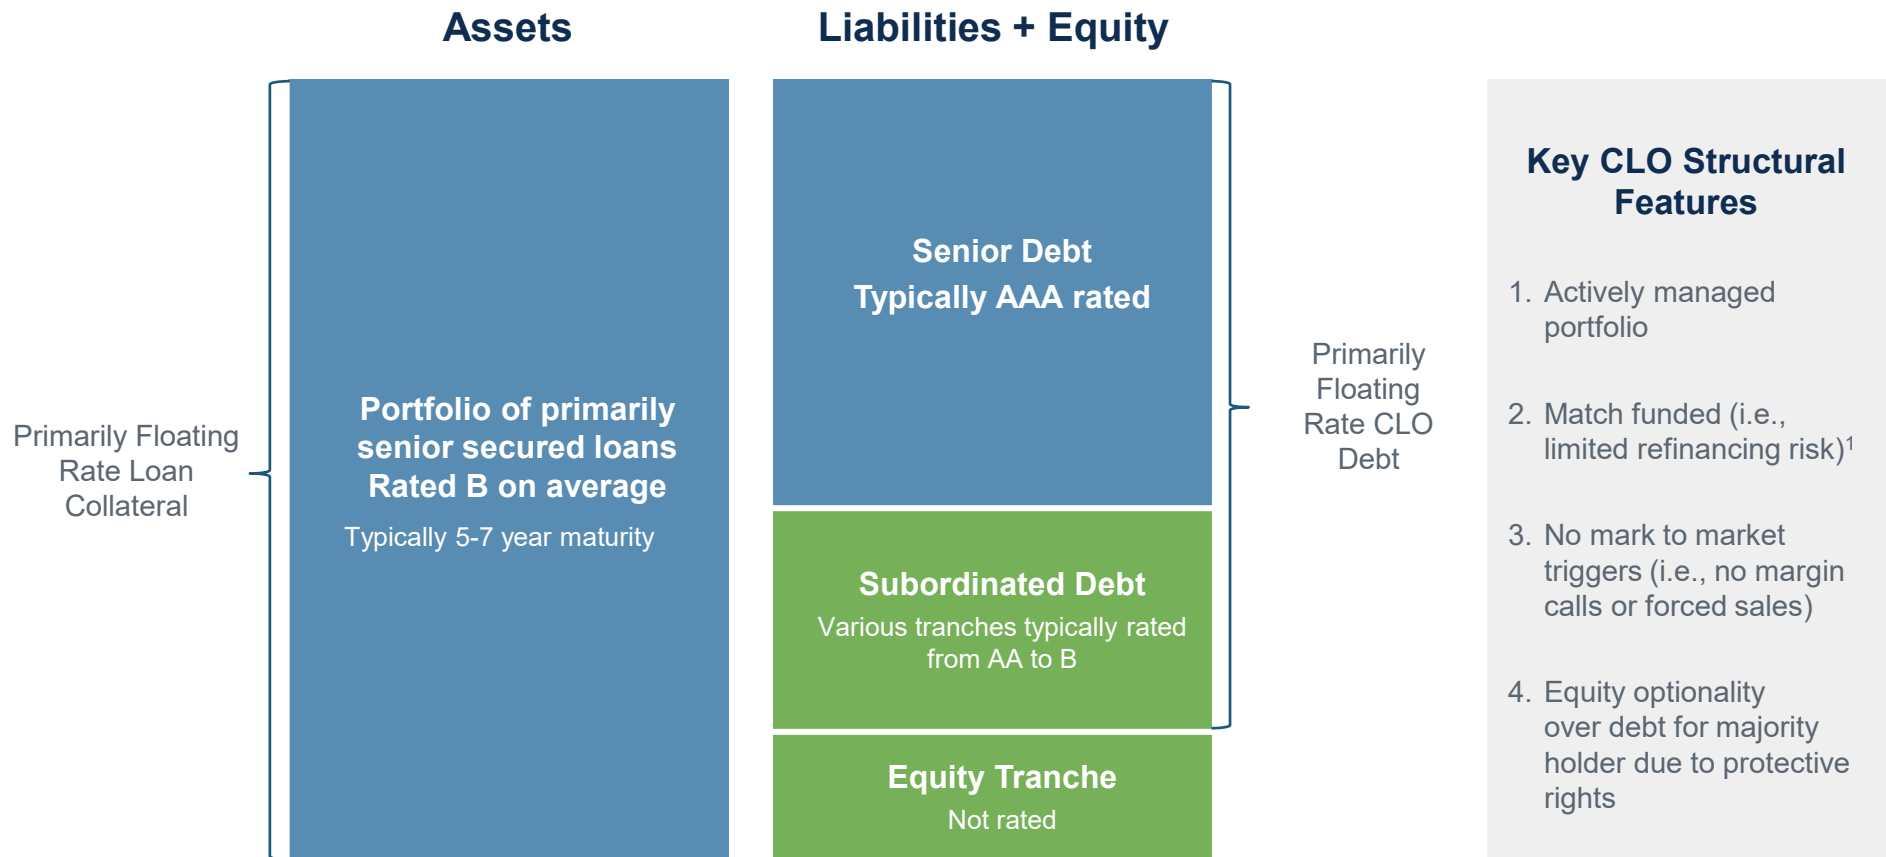 Assets
Liabilities + Equity
Primarily Floating
Rate Loan
Collateral
Portfolio of primarily
senior secured loans
Rated B on average
Typically 5-7 year maturity
Senior Debt
Typically AAA rated
Subordinated Debt
Various tranches typically rated
from AA to B
Equity Tranche
Not rated
Primarily
Floating
Rate CLO
Debt
Key CLO Structural
Features
1. Actively managed
portfolio
2. Match funded (i.e.,
limited refinancing risk)¹
3. No mark to market
triggers (i.e., no margin
calls or forced sales)
4. Equity optionality
over debt for majority
holder due to protective
rights